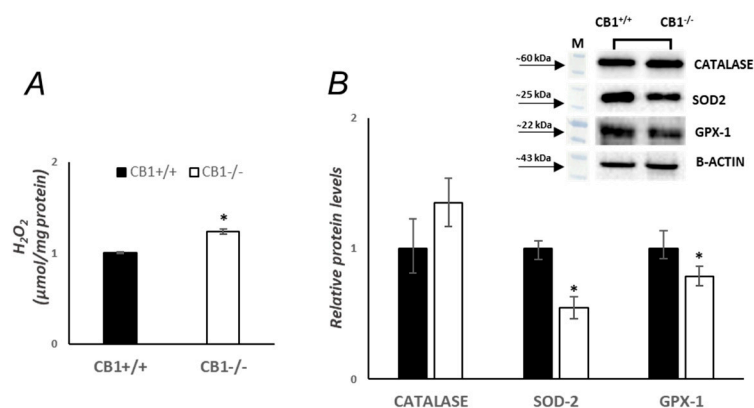 A
H2O2
(μmol/mg protein)
2
1
0
CB1+/+ CB1-/-
*
CB1+/+ CB1-/-
B
CB1+/+ CB1-/-
M
~60 kDa CATALASE
~25 kDa SOD2
~22 kDa GPX-1
~43 kDa B-ACTIN
Relative protein levels
2
1
0
* *
CATALASE SOD-2 GPX-1